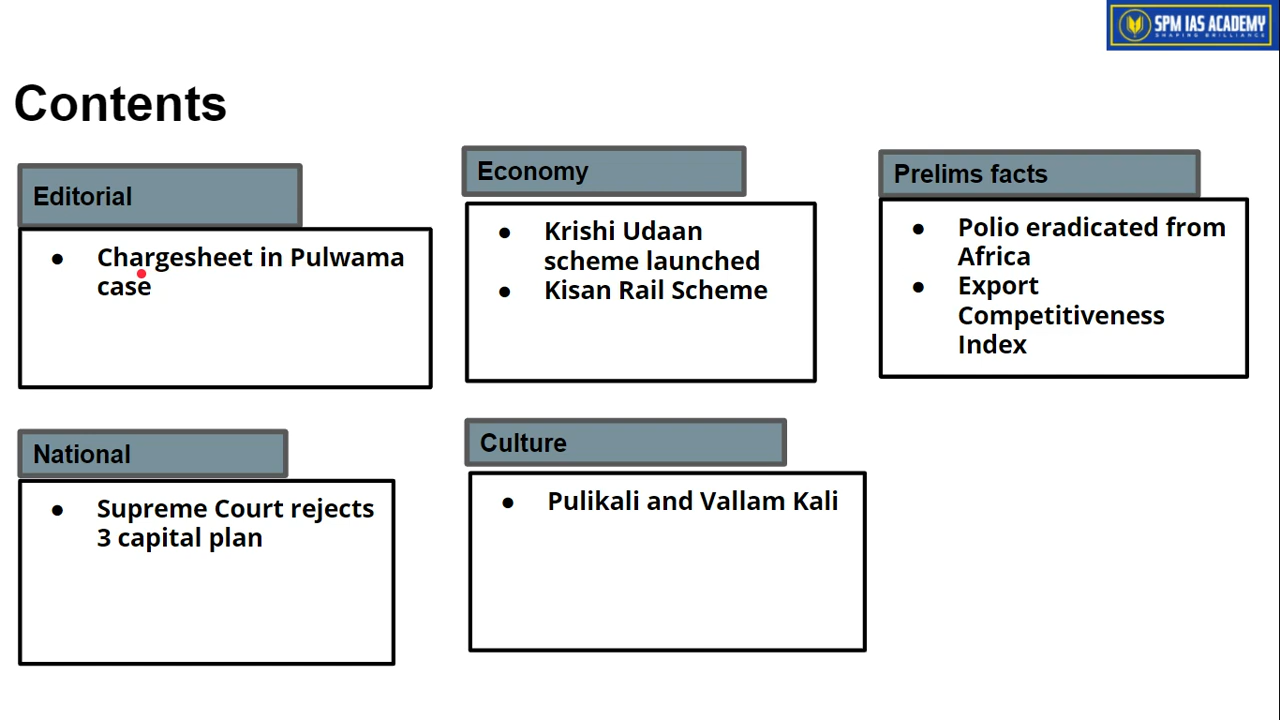 SPM IAS ACADEMY
SHAPING BRILLIANCE
Contents
Editorial
● Chargesheet in Pulwama
case
Economy
● Krishi Udaan
scheme launched
● Kisan Rail Scheme
Prelims facts
● Polio eradicated from
Africa
● Export
Competitiveness
Index
National
● Supreme Court rejects
3 capital plan
Culture
● Pulikali and Vallam Kali